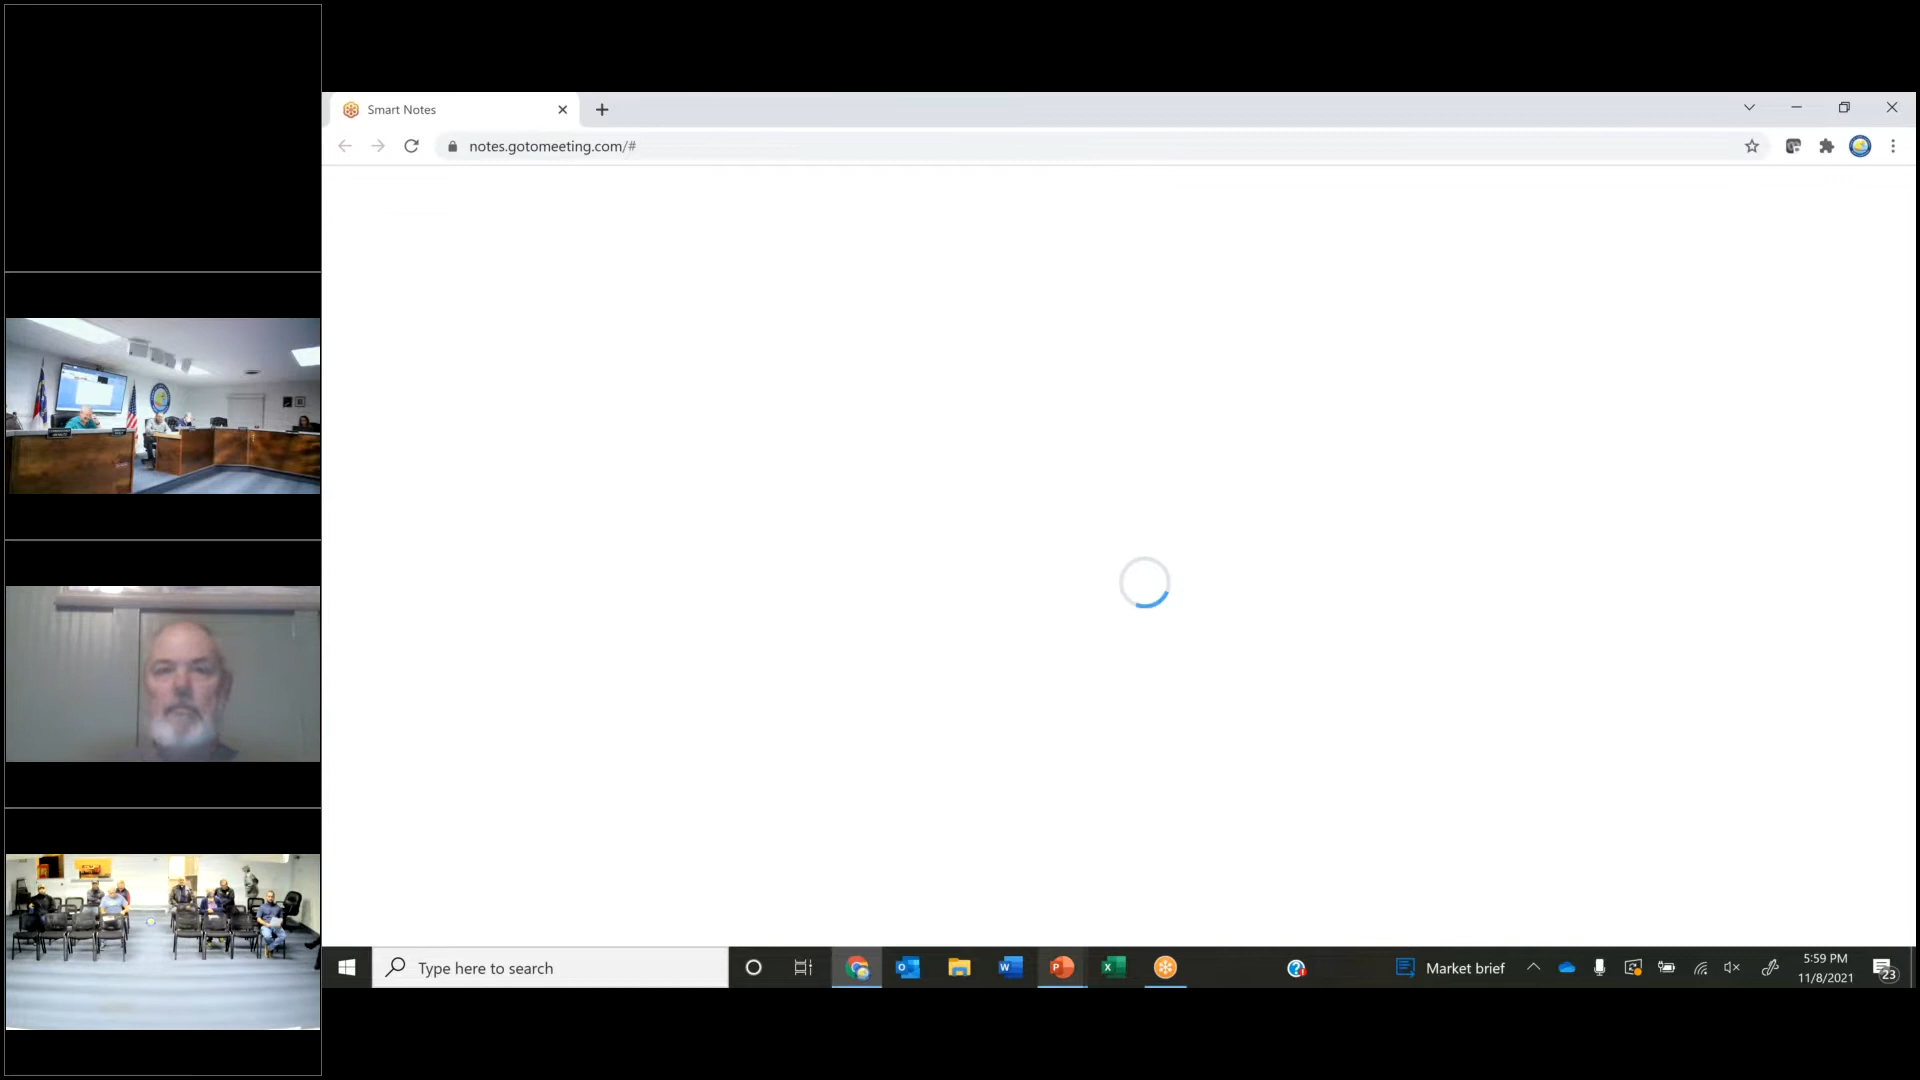 Smart Notes
notes.gotomeeting.com/#
Type here to search
Market brief
5:59 PM
11/8/2021
23